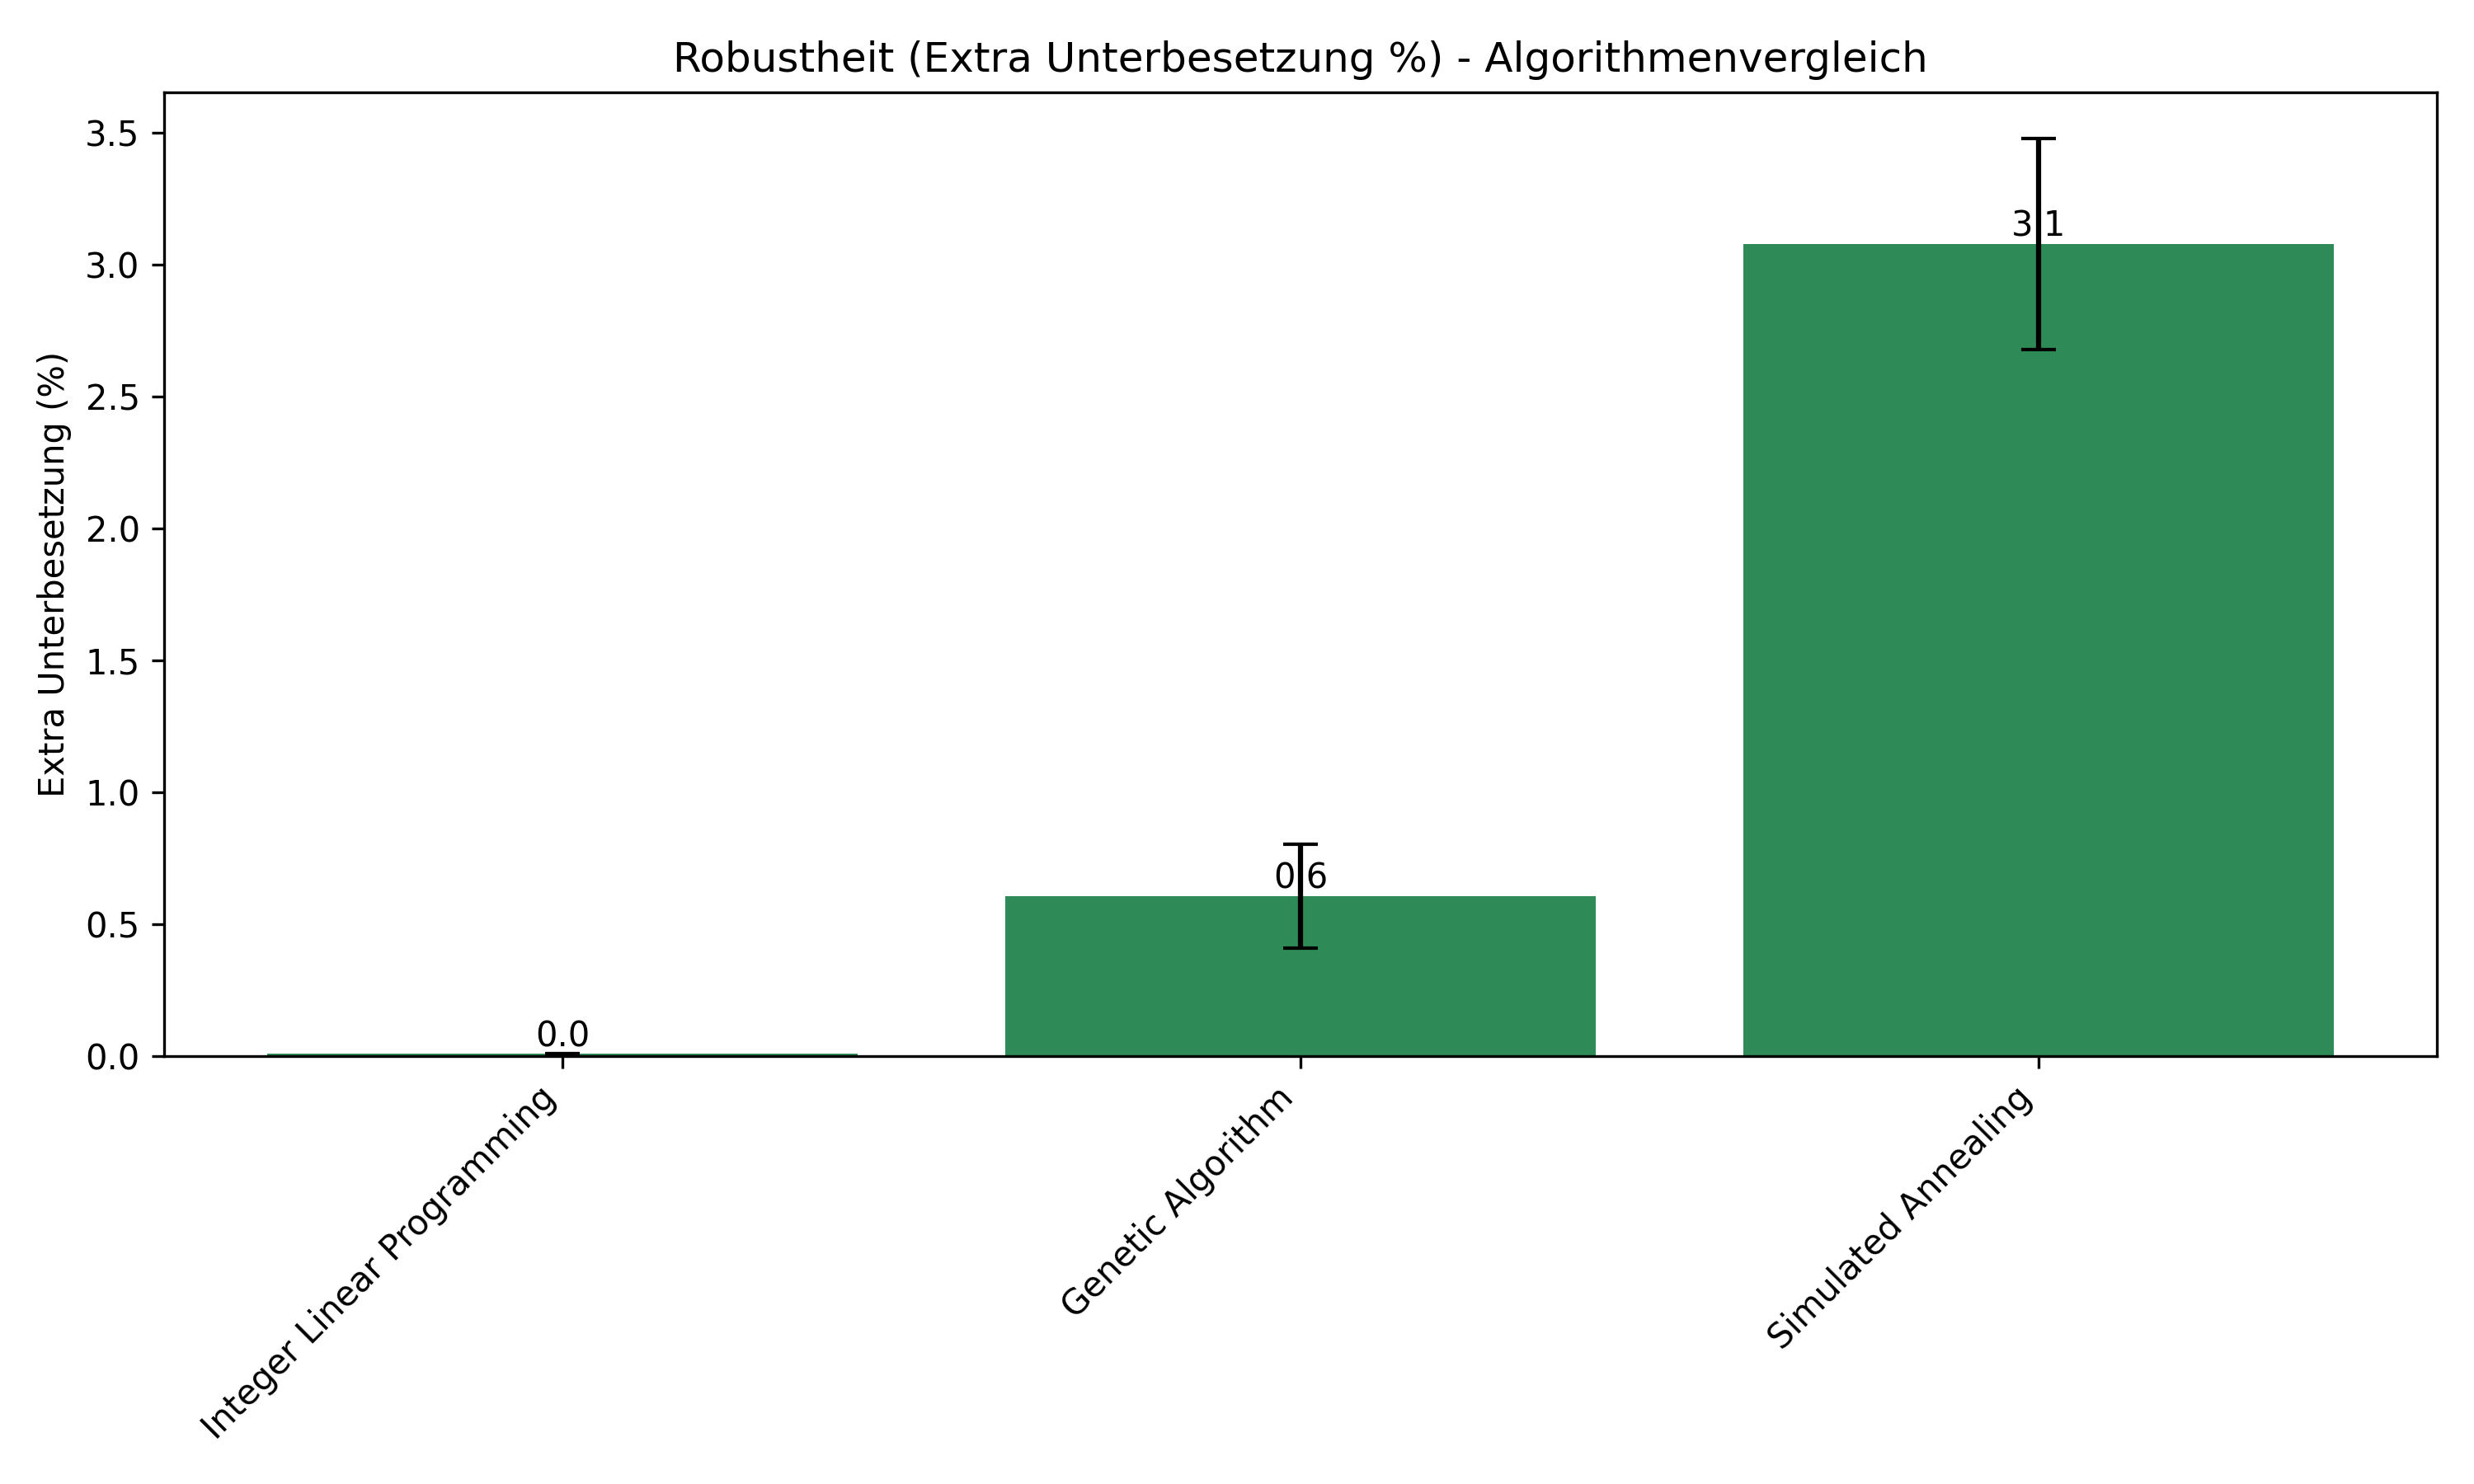 Robustheit (Extra Unterbesetzung %) - Algorithmenvergleich
Extra Unterbesetzung (%)
3.5
3.0
2.5
2.0
1.5
1.0
0.5
0.0
0.0
0.6
3.1
Integer Linear Programming
Genetic Algorithm
Simulated Annealing